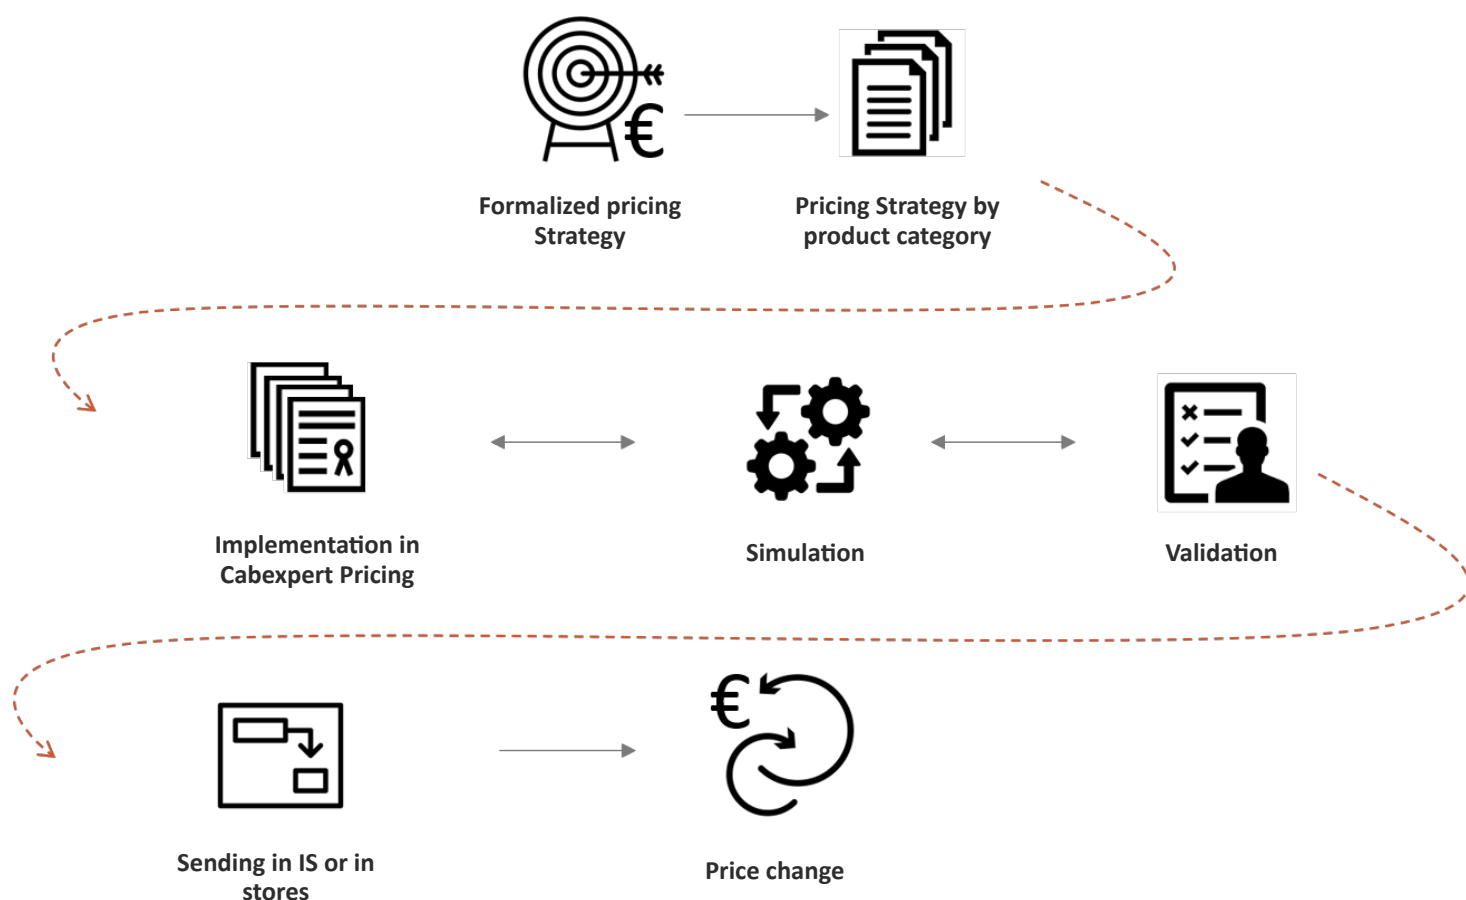 €
Formalized pricing
Strategy
Pricing Strategy by
product category
Implementation in
Cabexpert Pricing
Simulation
Validation
€
Sending in IS or in
stores
Price change